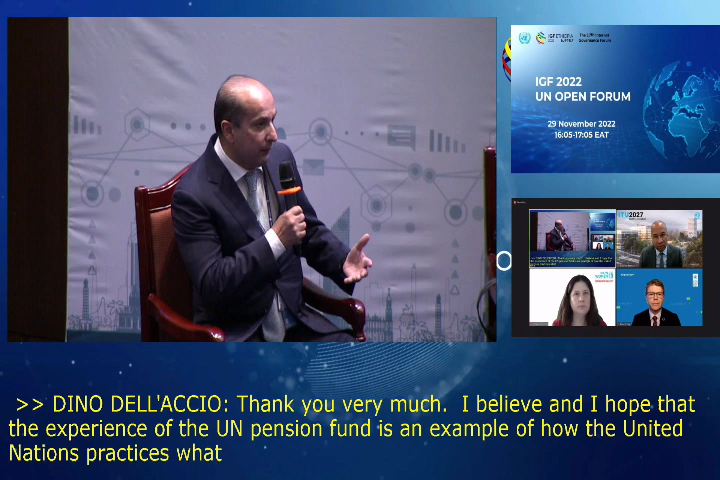 IGF 2022
UN OPEN FORUM
29 November 2022
16:05-17:05 EAT
>> DINO DELL'ACCIO: Thank you very much.  I believe and I hope that
the experience of the UN pension fund is an example of how the United
Nations practices what